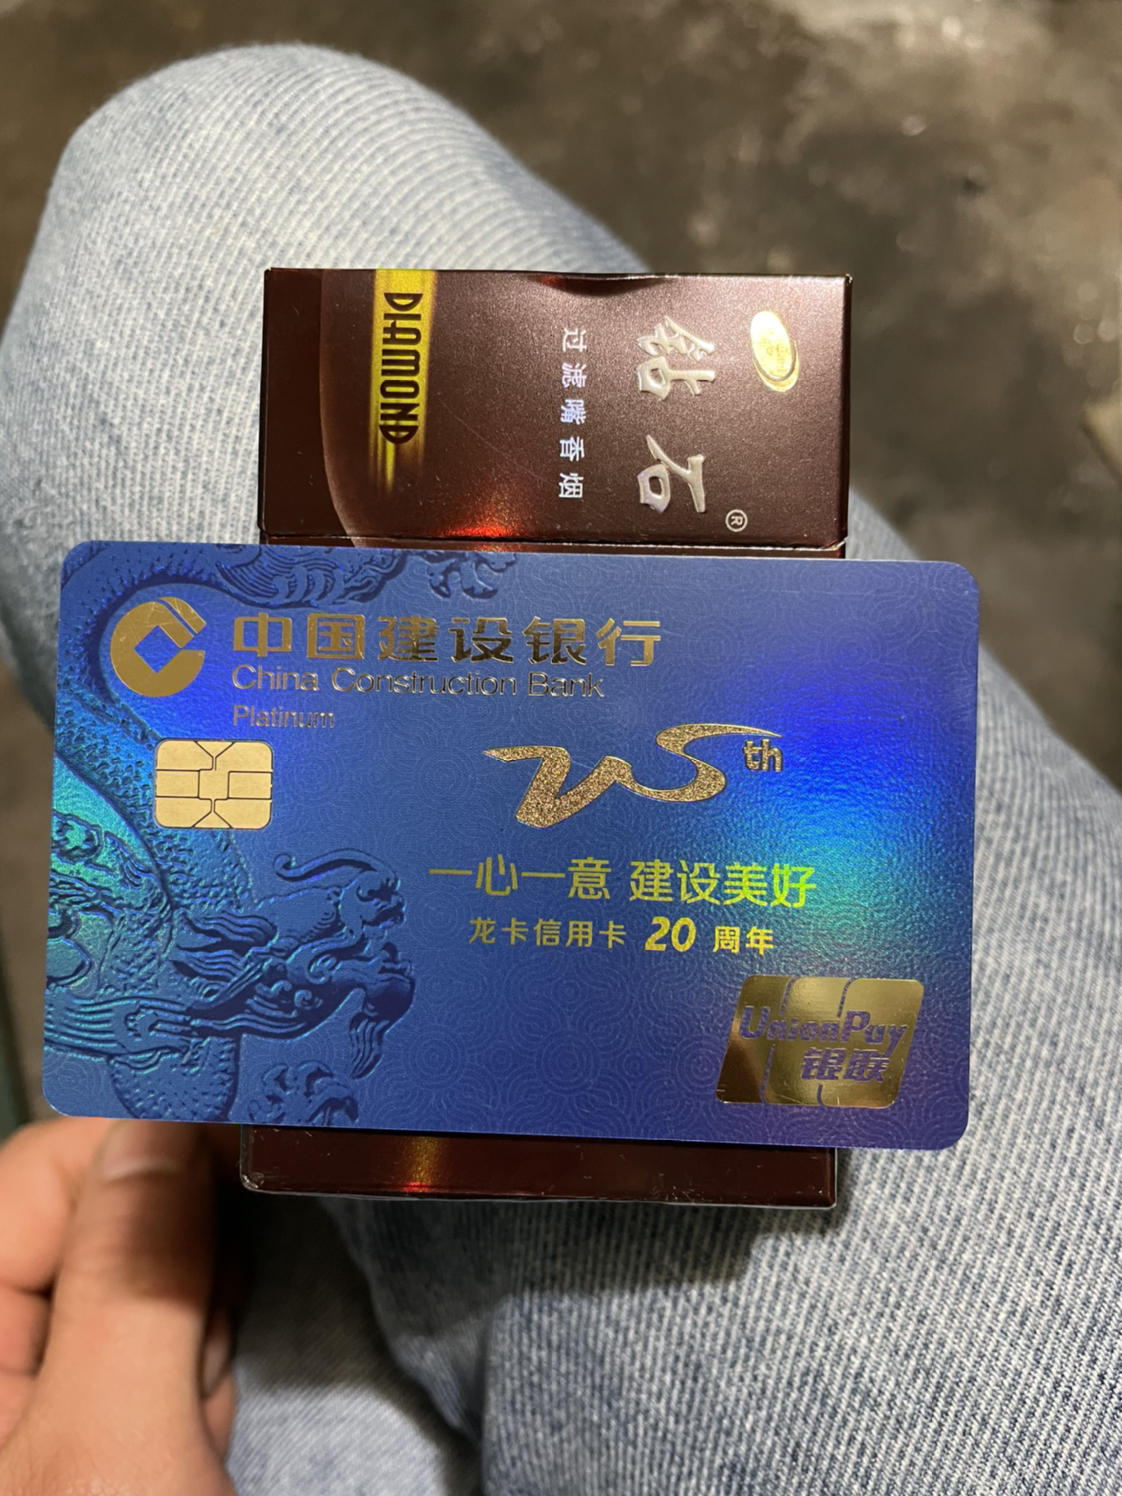 钻石®
过滤嘴香烟
DIAMOND
中国建设银行
China Construction Bank
Platinum
20th
一心一意 建设美好
龙卡信用卡 20 周年
UnionPay
银联